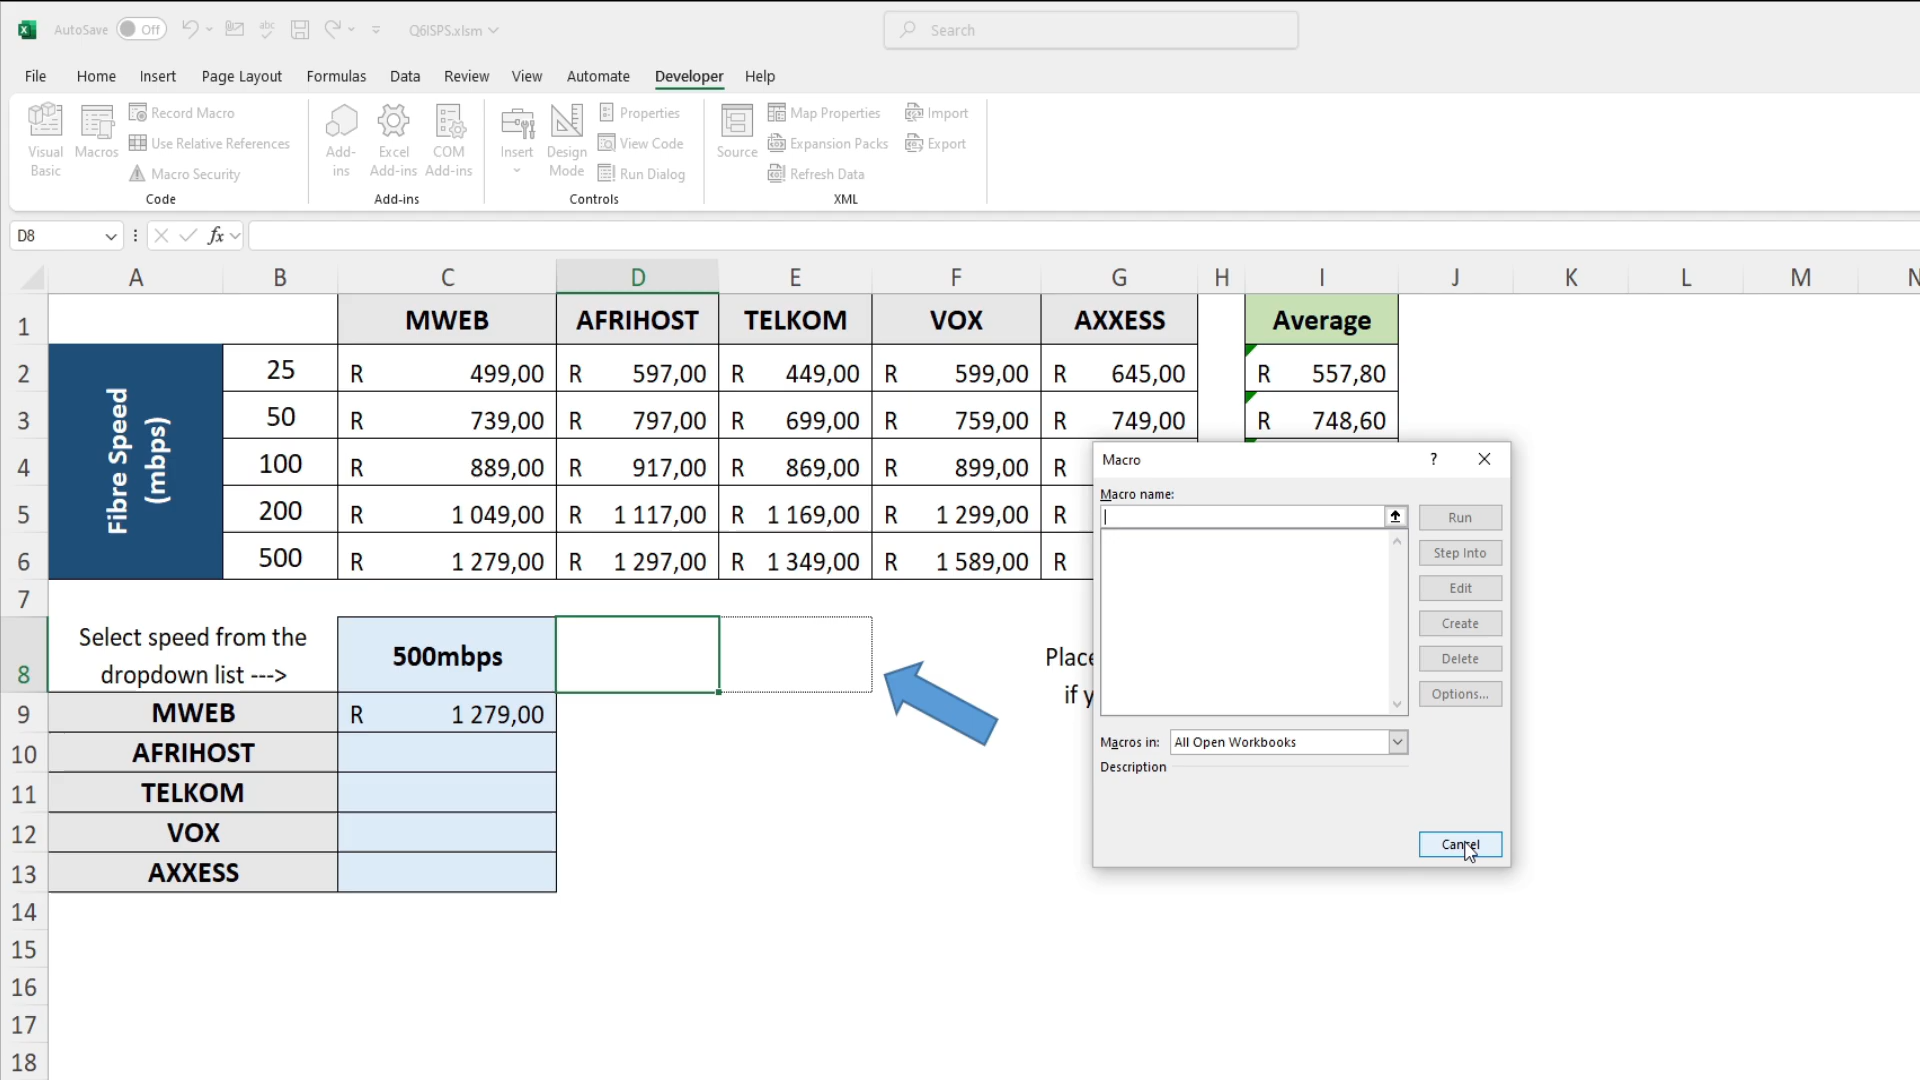 AutoSave Off Q6ISPS.xlsm Search
File Home Insert Page Layout Formulas Data Review View Automate Developer Help
Visual Basic
Macros
Record Macro
Use Relative References
Macro Security
Code
Add-ins
Excel Add-ins
COM Add-ins
Add-ins
Insert
Design Mode
Properties
View Code
Run Dialog
Controls
Source
Map Properties
Expansion Packs
Refresh Data
Import
Export
XML
D8 fx
A B C D E F G H I J K L M N
1 MWEB AFRIHOST TELKOM VOX AXXESS Average
Fibre Speed
(mbps)
2 25 R 499,00 R 597,00 R 449,00 R 599,00 R 645,00 R 557,80
3 50 R 739,00 R 797,00 R 699,00 R 759,00 R 749,00 R 748,60
4 100 R 889,00 R 917,00 R 869,00 R 899,00 R
5 200 R 1 049,00 R 1 117,00 R 1 169,00 R 1 299,00 R
6 500 R 1 279,00 R 1 297,00 R 1 349,00 R 1 589,00 R
7
8 Select speed from the
dropdown list --->
500mbps
Place
if y
9 MWEB R 1 279,00
10 AFRIHOST
11 TELKOM
12 VOX
13 AXXESS
14
15
16
17
18
Macro ?
Macro name:
Run
Step Into
Edit
Create
Delete
Options...
Macros in: All Open Workbooks
Description
Cancel